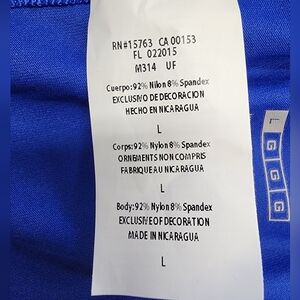 RN#15763 CA 00153
FL 022015
M314 UF
Cuerpo: 92% Nilon 8% Spandex
EXCLUSIVO DE DECORACION
HECHO EN NICARAGUA
L
Corps: 92% Nylon 8% Spandex
ORNEMENTS NON COMPRIS
FABRIQUE AU NICARAGUA
L
Body: 92% Nylon 8% Spandex
EXCLUSIVE OF DECORATION
MADE IN NICARAGUA
L
L G G G